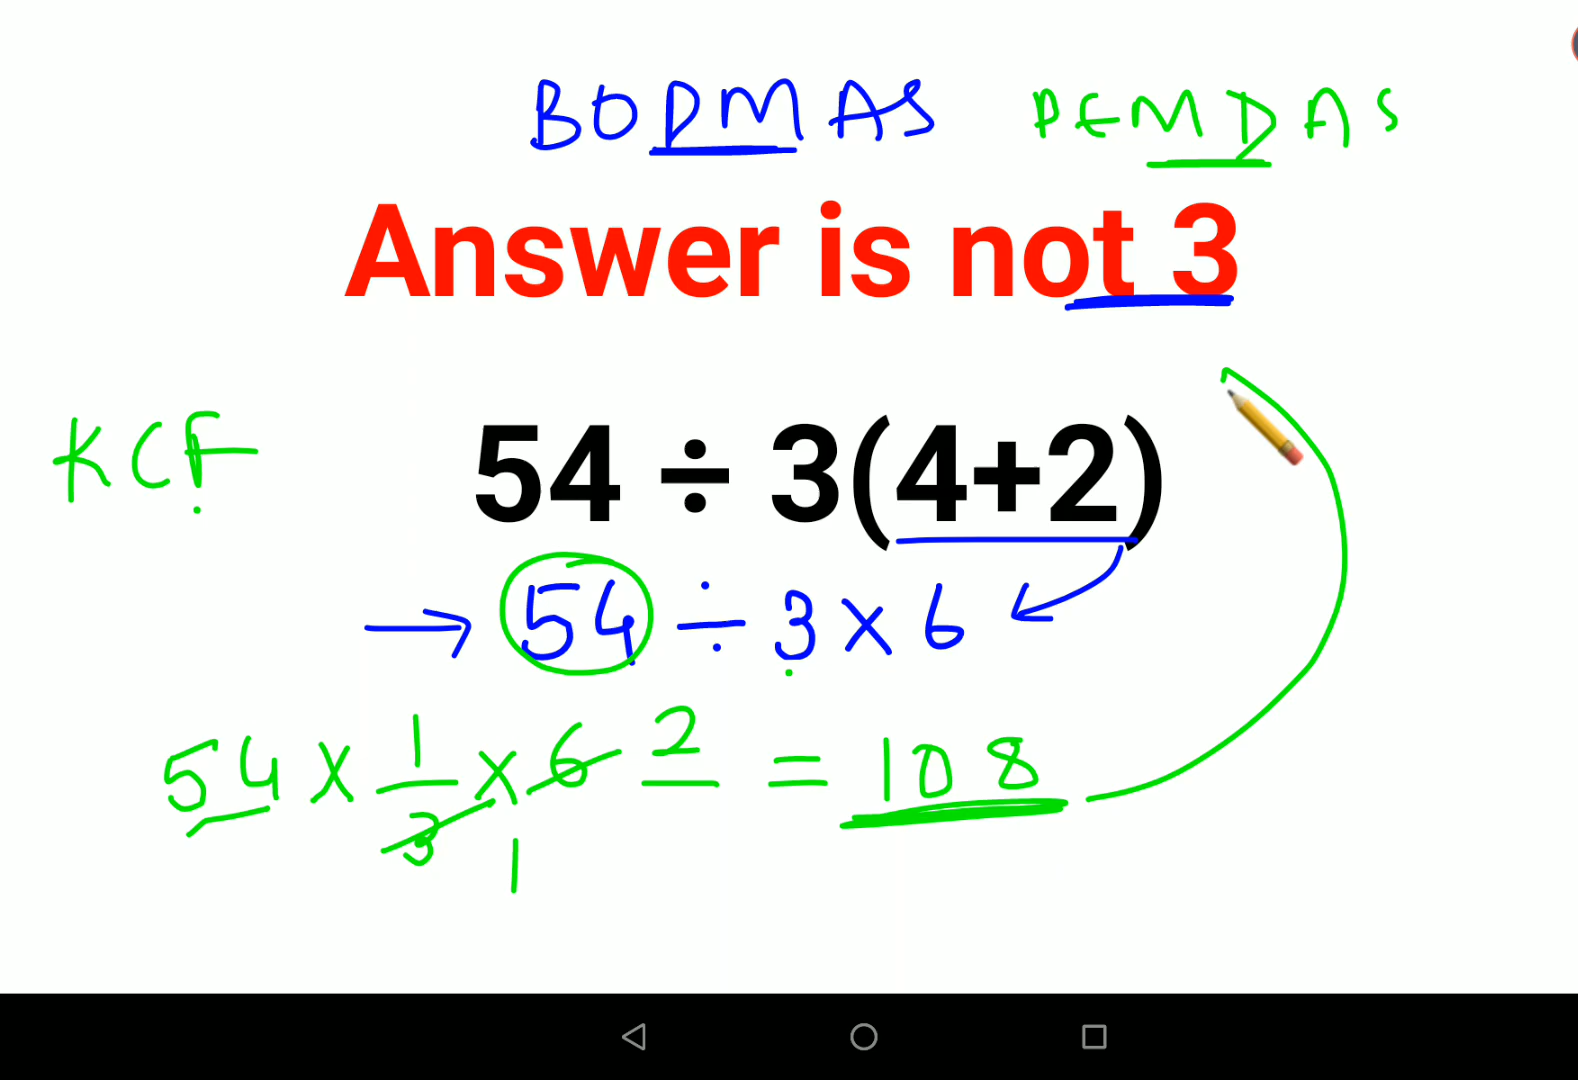 BODMAS PEMDAS
Answer is not 3
KCF 54 ÷ 3(4+2)
→ 54 ÷ 3 × 6
54 × 1/3 × 6 2 = 108
1